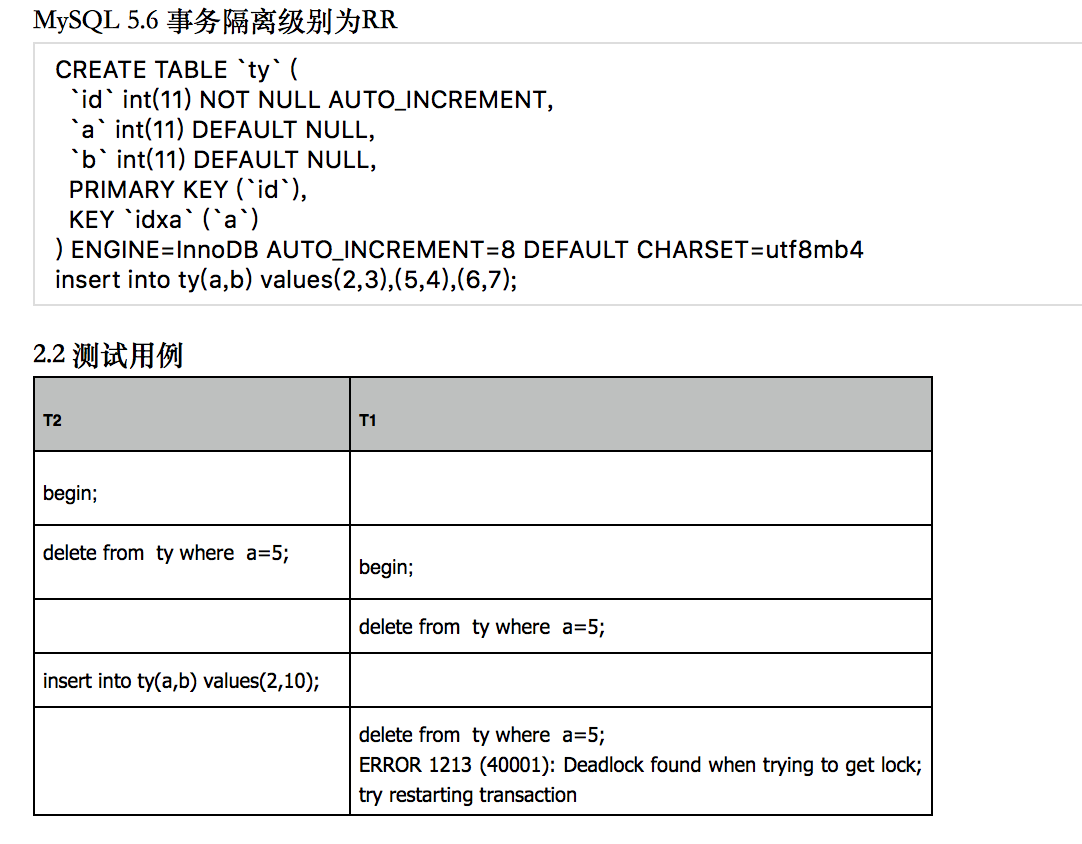 MySQL 5.6 事务隔离级别为RR
CREATE TABLE `ty` (
`id` int(11) NOT NULL AUTO_INCREMENT,
`a` int(11) DEFAULT NULL,
`b` int(11) DEFAULT NULL,
PRIMARY KEY (`id`),
KEY `idxa` (`a`)
) ENGINE=InnoDB AUTO_INCREMENT=8 DEFAULT CHARSET=utf8mb4
insert into ty(a,b) values(2,3),(5,4),(6,7);
2.2 测试用例
T2 T1
begin;
delete from ty where a=5;
begin;
delete from ty where a=5;
insert into ty(a,b) values(2,10);
delete from ty where a=5;
ERROR 1213 (40001): Deadlock found when trying to get lock;
try restarting transaction